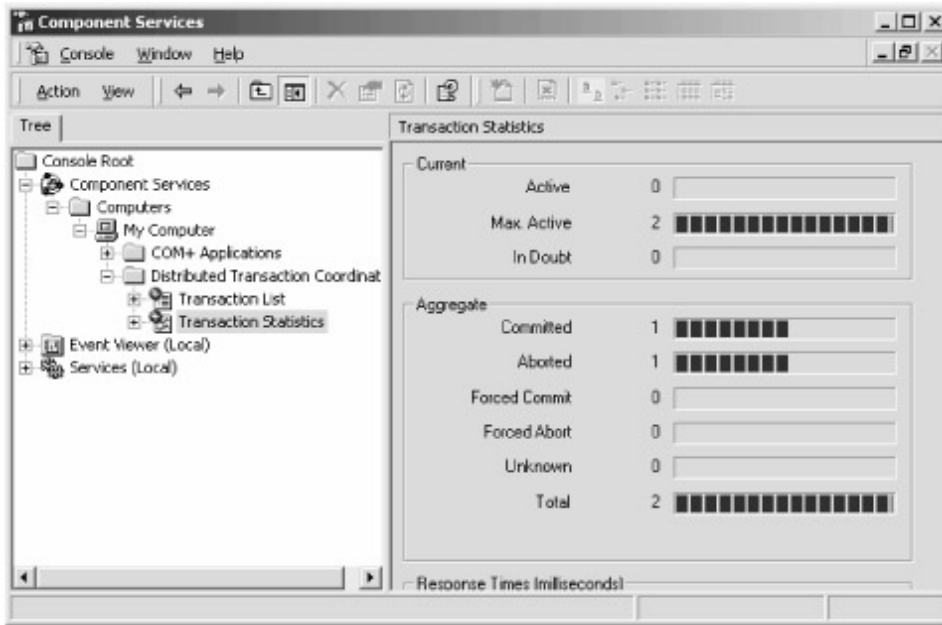 Component Services
Console Window Help
Action View
Tree
Console Root
Component Services
Computers
My Computer
COM+ Applications
Distributed Transaction Coordinat
Transaction List
Transaction Statistics
Event Viewer (Local)
Services (Local)
Transaction Statistics
Current
Active 0
Max. Active 2
In Doubt 0
Aggregate
Committed 1
Aborted 1
Forced Commit 0
Forced Abort 0
Unknown 0
Total 2
Response Times (milliseconds)